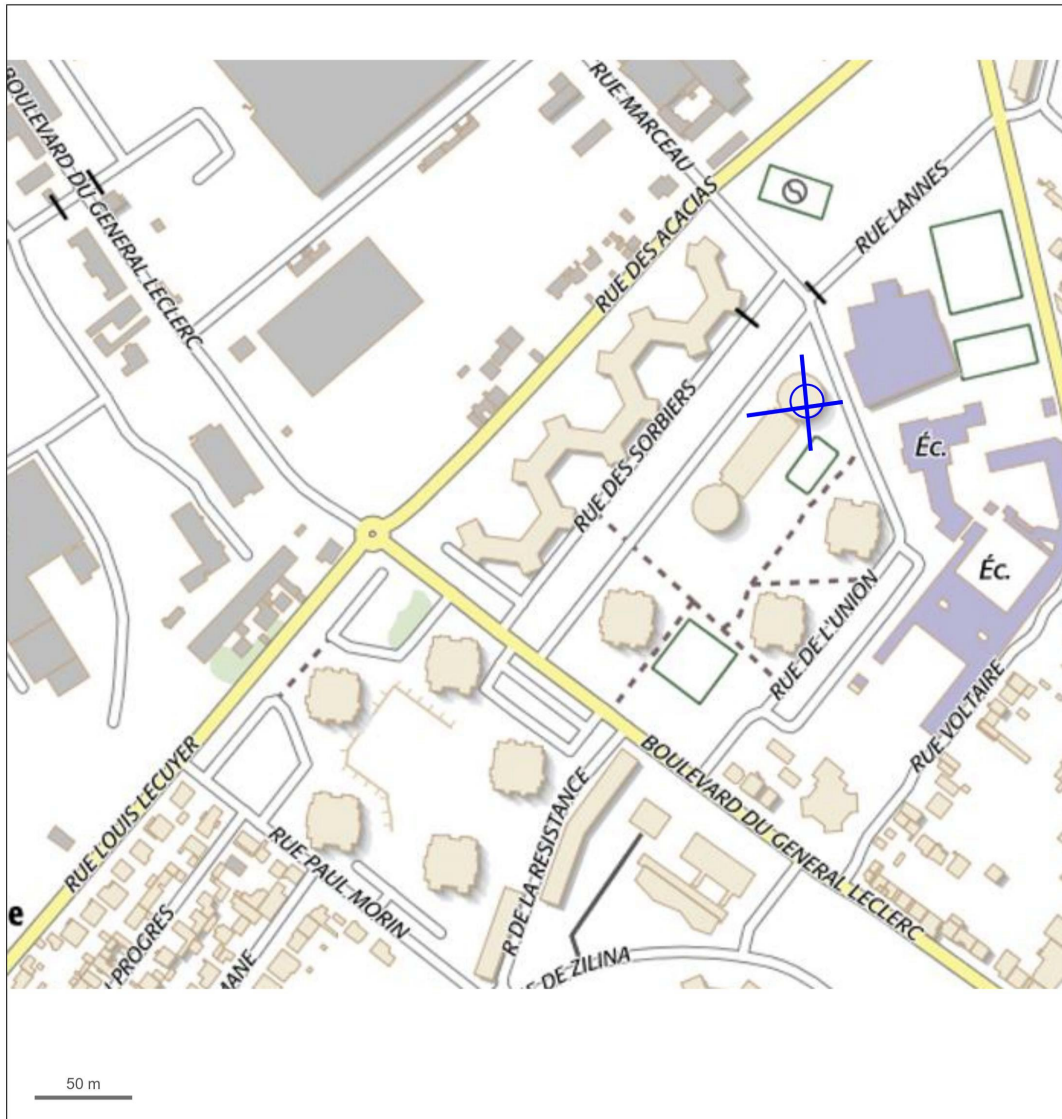 BOULEVARD DU GENERAL LECLERC
RUE MARCEAU
RUE DES ACACIAS
RUE LANNES
RUE DES SORBIERS
Éc.
Éc.
RUE DE L'UNION
RUE VOLTAIRE
RUE LOUIS LECUYER
BOULEVARD DU GENERAL LECLERC
R DE LA RESISTANCE
RUE PAUL MORIN
e
PROGRES
MANE
E DE ZILINA
50 m